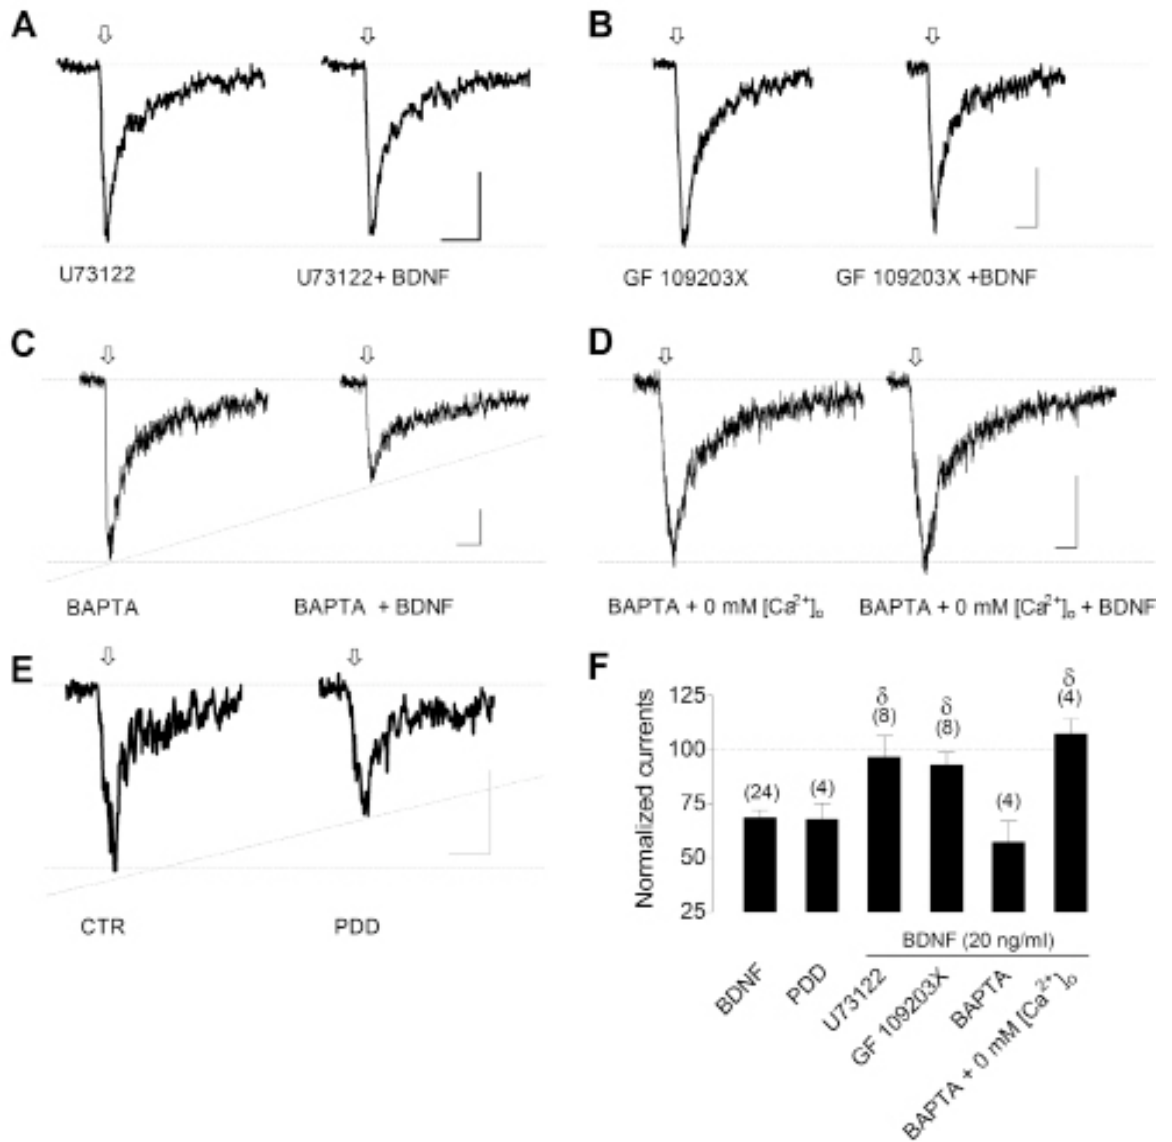 A
B
U73122
U73122+ BDNF
GF 109203X
GF 109203X +BDNF
C
D
BAPTA
BAPTA + BDNF
BAPTA + 0 mM [Ca²⁺]ₒ
BAPTA + 0 mM [Ca²⁺]ₒ + BDNF
E
CTR
PDD
F
Normalized currents
125
100
75
50
25
(24)
(4)
δ
(8)
δ
(8)
(4)
δ
(4)
BDNF (20 ng/ml)
BDNF
PDD
U73122
GF 109203X
BAPTA
BAPTA + 0 mM [Ca²⁺]ₒ